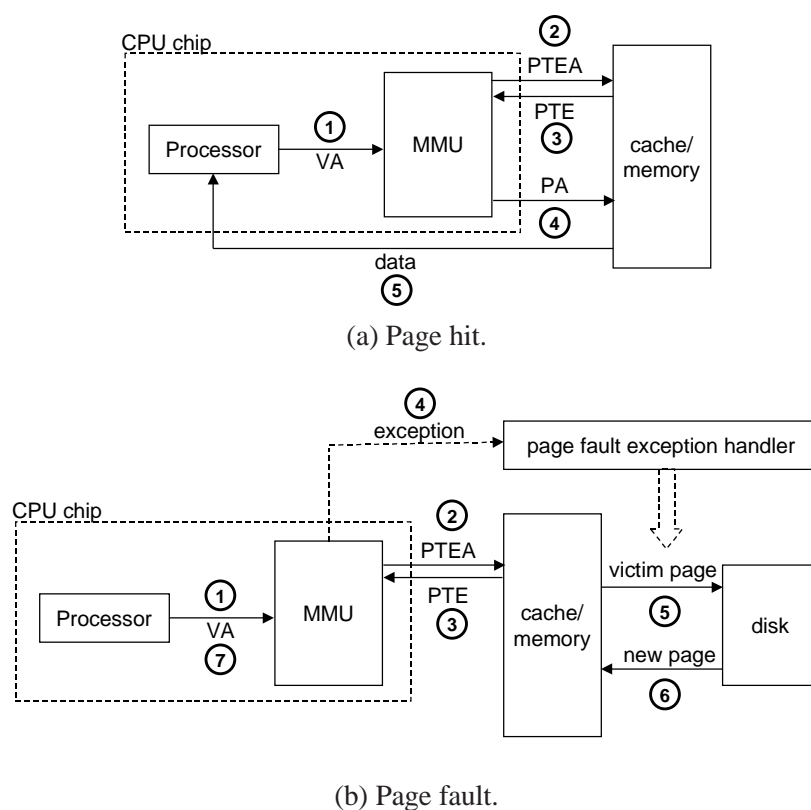 CPU chip
2
PTEA
PTE
3
1
VA
Processor
MMU
cache/
memory
PA
4
data
5
(a) Page hit.
4
exception
page fault exception handler
CPU chip
2
PTEA
PTE
3
1
VA
7
Processor
MMU
cache/
memory
victim page
5
new page
6
disk
(b) Page fault.